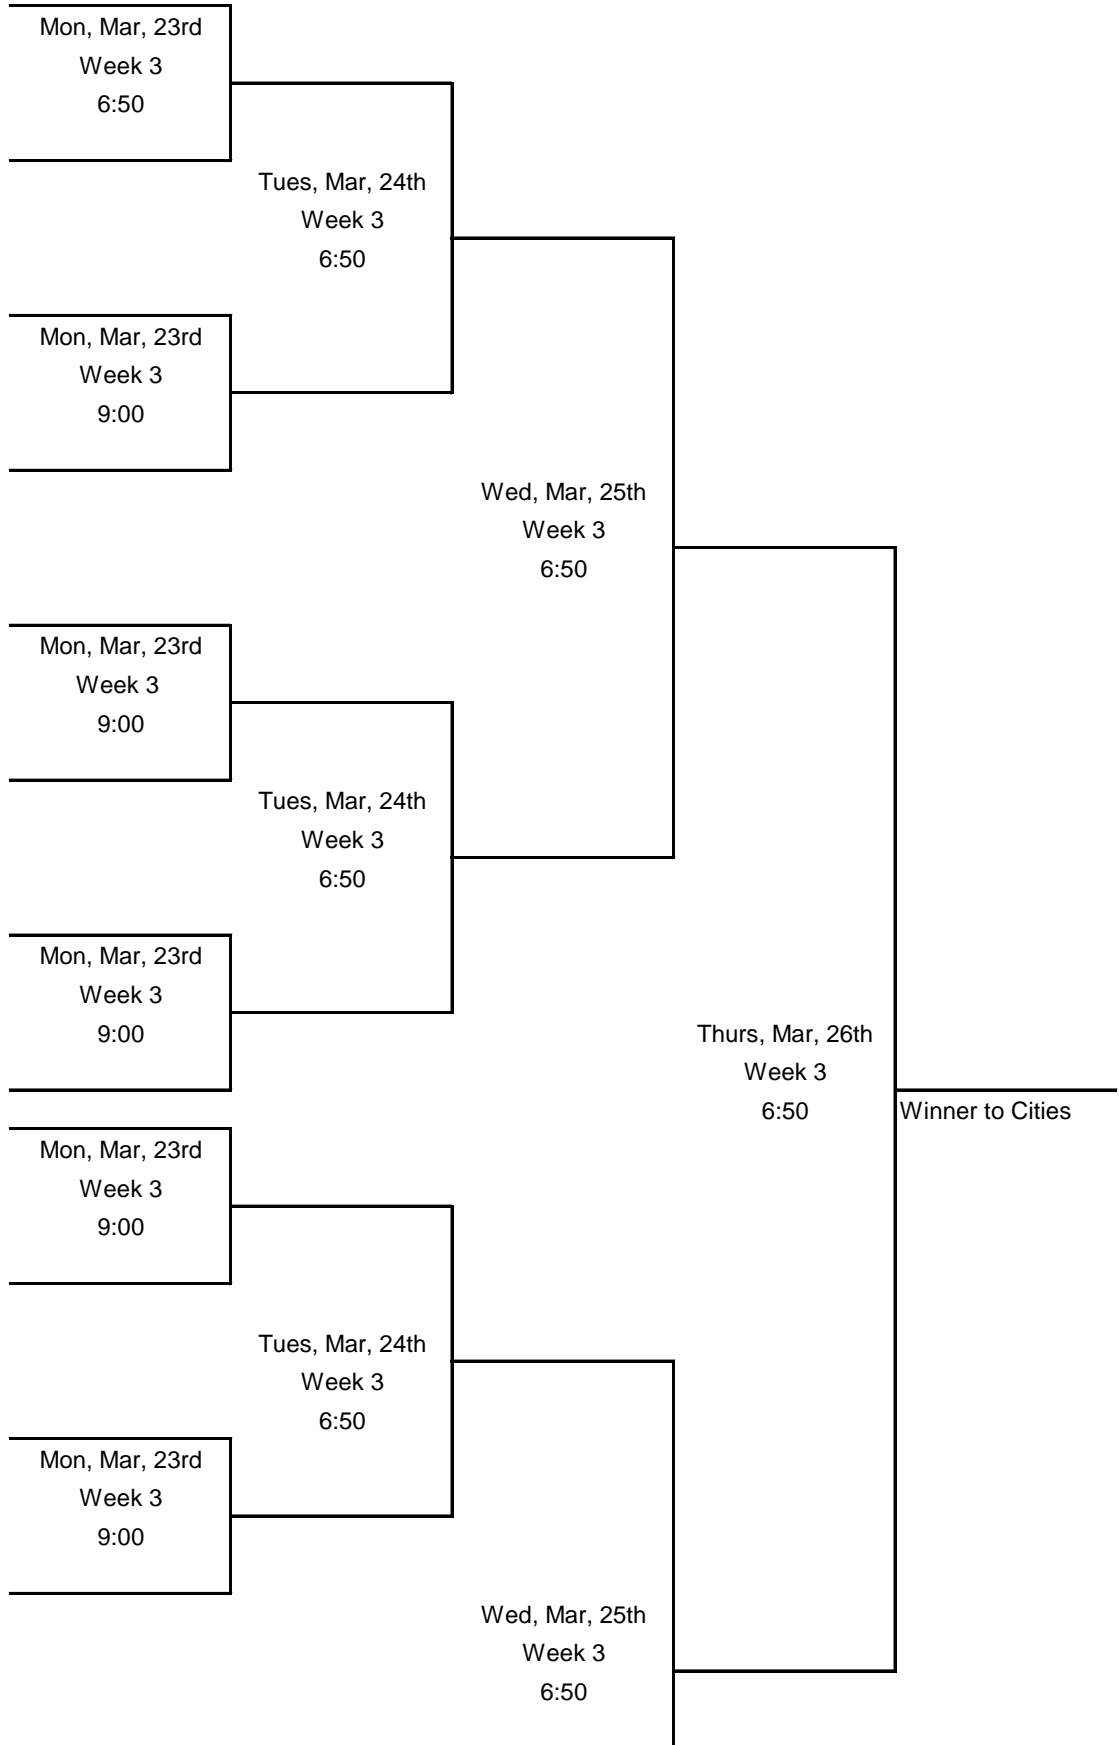 Mon, Mar, 23rd
Week 3
6:50
Tues, Mar, 24th
Week 3
6:50
Mon, Mar, 23rd
Week 3
9:00
Wed, Mar, 25th
Week 3
6:50
Mon, Mar, 23rd
Week 3
9:00
Tues, Mar, 24th
Week 3
6:50
Mon, Mar, 23rd
Week 3
9:00
Thurs, Mar, 26th
Week 3
6:50
Winner to Cities
Mon, Mar, 23rd
Week 3
9:00
Tues, Mar, 24th
Week 3
6:50
Mon, Mar, 23rd
Week 3
9:00
Wed, Mar, 25th
Week 3
6:50